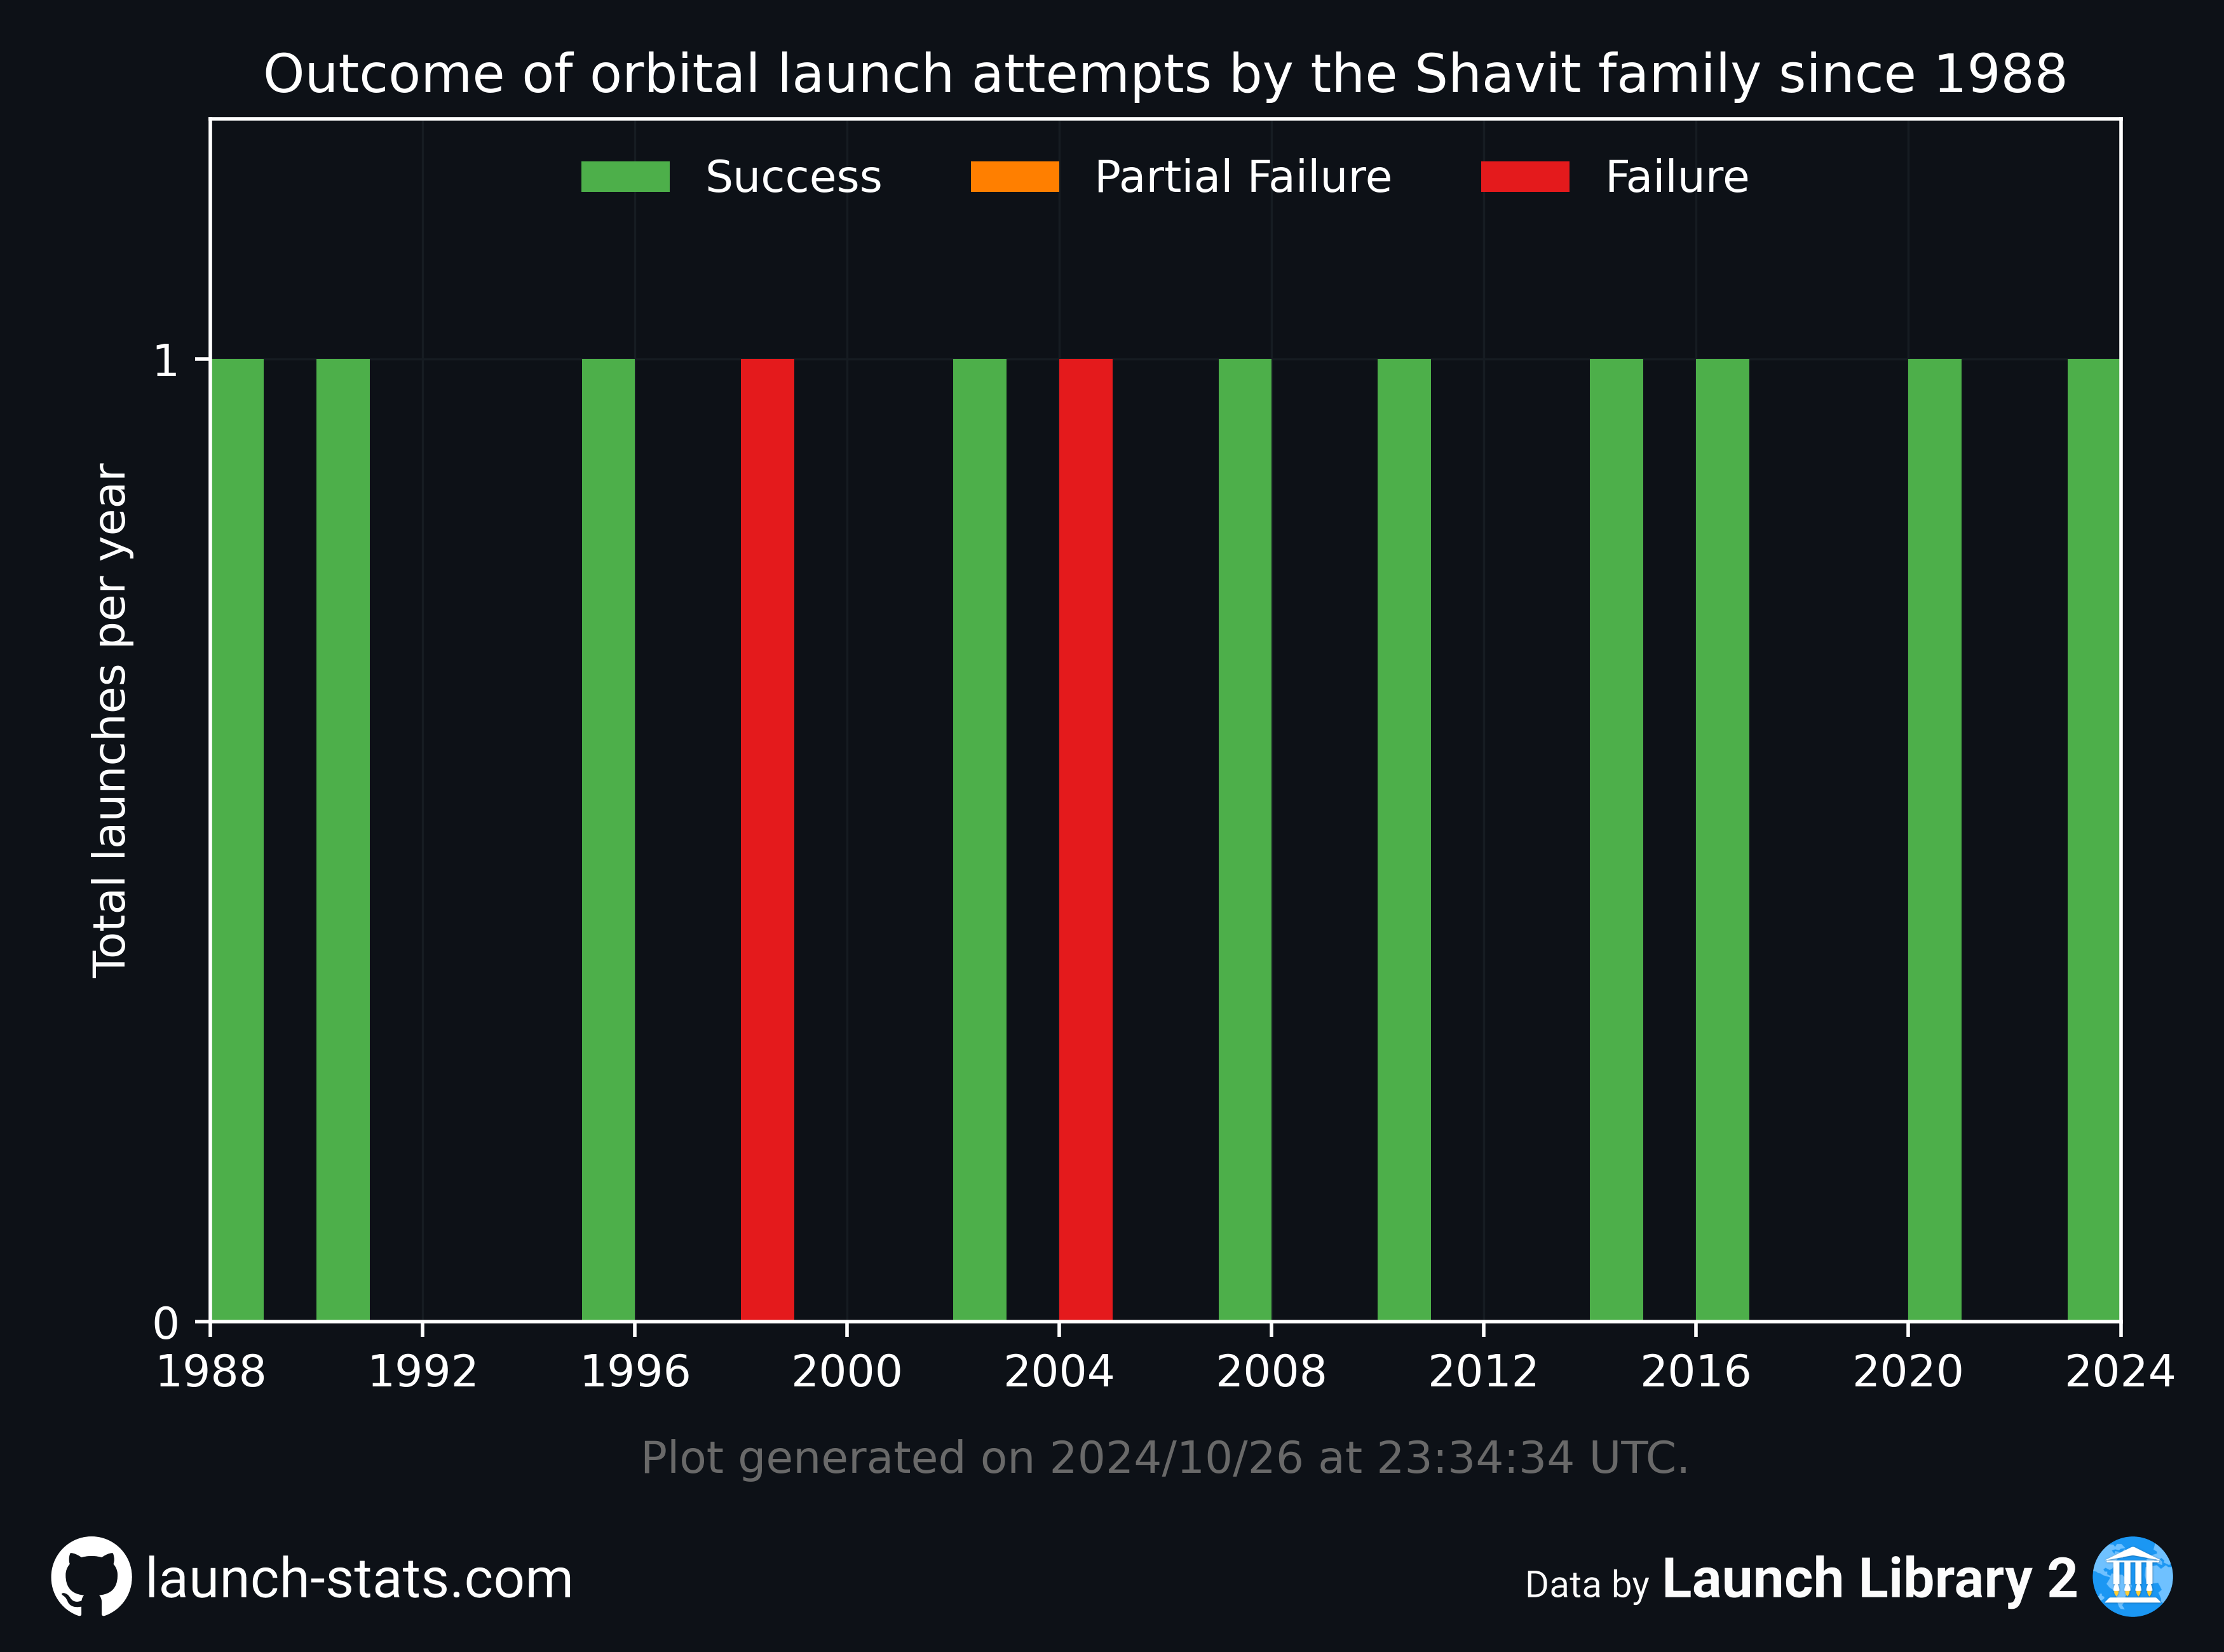 Outcome of orbital launch attempts by the Shavit family since 1988
Success Partial Failure Failure
Total launches per year
1
0
1988 1992 1996 2000 2004 2008 2012 2016 2020 2024
Plot generated on 2024/10/26 at 23:34:34 UTC.
launch-stats.com
Data by Launch Library 2